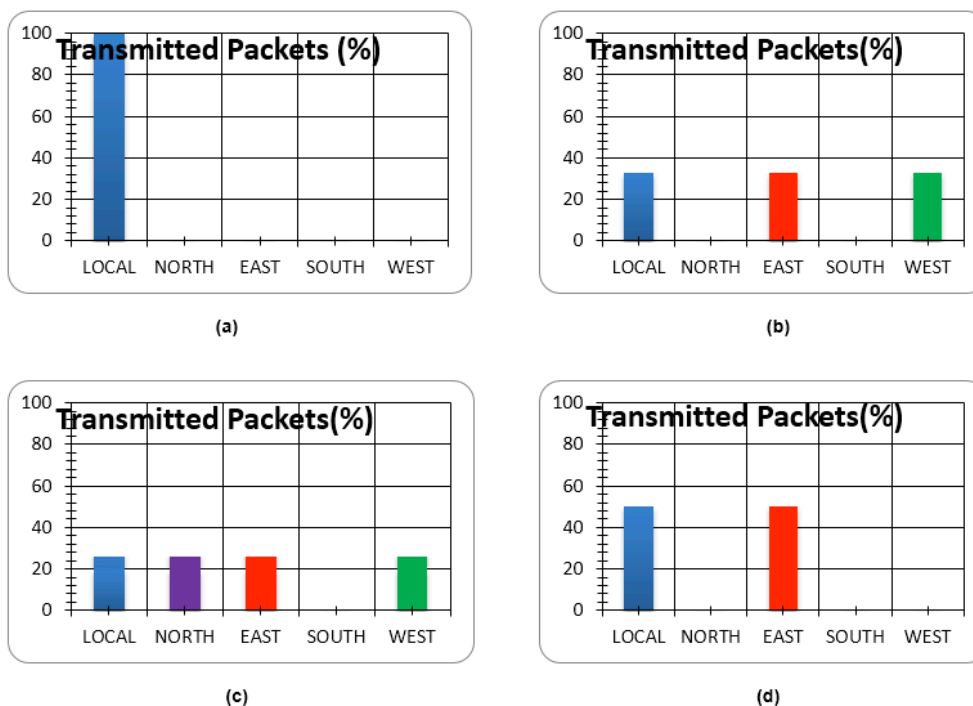 Transmitted Packets (%)
100
80
60
40
20
0
LOCAL NORTH EAST SOUTH WEST
(a)
Transmitted Packets(%)
100
80
60
40
20
0
LOCAL NORTH EAST SOUTH WEST
(b)
Transmitted Packets(%)
100
80
60
40
20
0
LOCAL NORTH EAST SOUTH WEST
(c)
Transmitted Packets(%)
100
80
60
40
20
0
LOCAL NORTH EAST SOUTH WEST
(d)